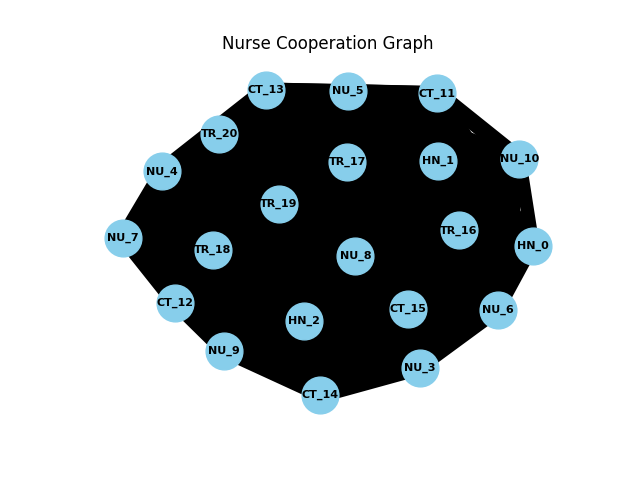 Nurse Cooperation Graph
CT_13
NU_5
CT_11
TR_20
NU_10
TR_17
HN_1
NU_4
TR_19
TR_16
NU_7
HN_0
TR_18
NU_8
CT_12
CT_15
NU_6
HN_2
NU_9
NU_3
CT_14